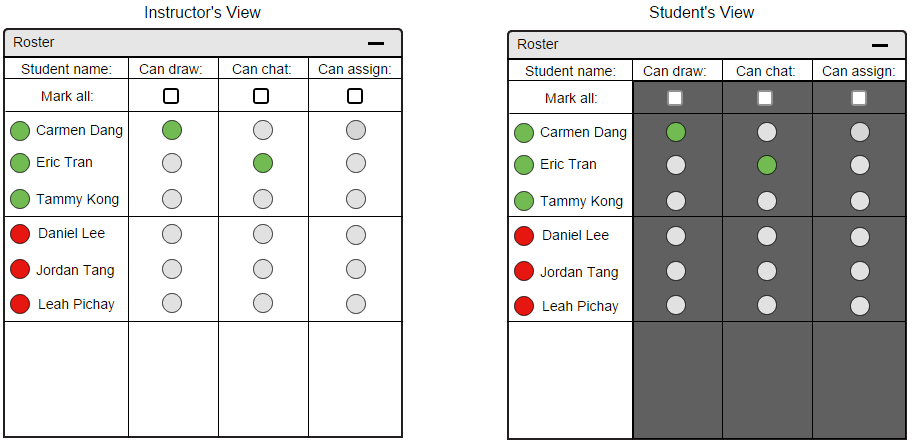 Instructor's View
Roster
Student name: Can draw: Can chat: Can assign:
Mark all:
Carmen Dang
Eric Tran
Tammy Kong
Daniel Lee
Jordan Tang
Leah Pichay
Student's View
Roster
Student name: Can draw: Can chat: Can assign:
Mark all:
Carmen Dang
Eric Tran
Tammy Kong
Daniel Lee
Jordan Tang
Leah Pichay